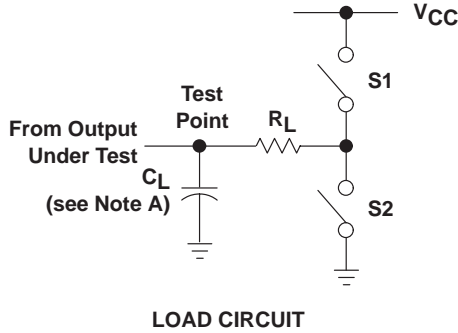 VCC
S1
Test
Point
RL
From Output
Under Test
CL
(see Note A)
S2
LOAD CIRCUIT